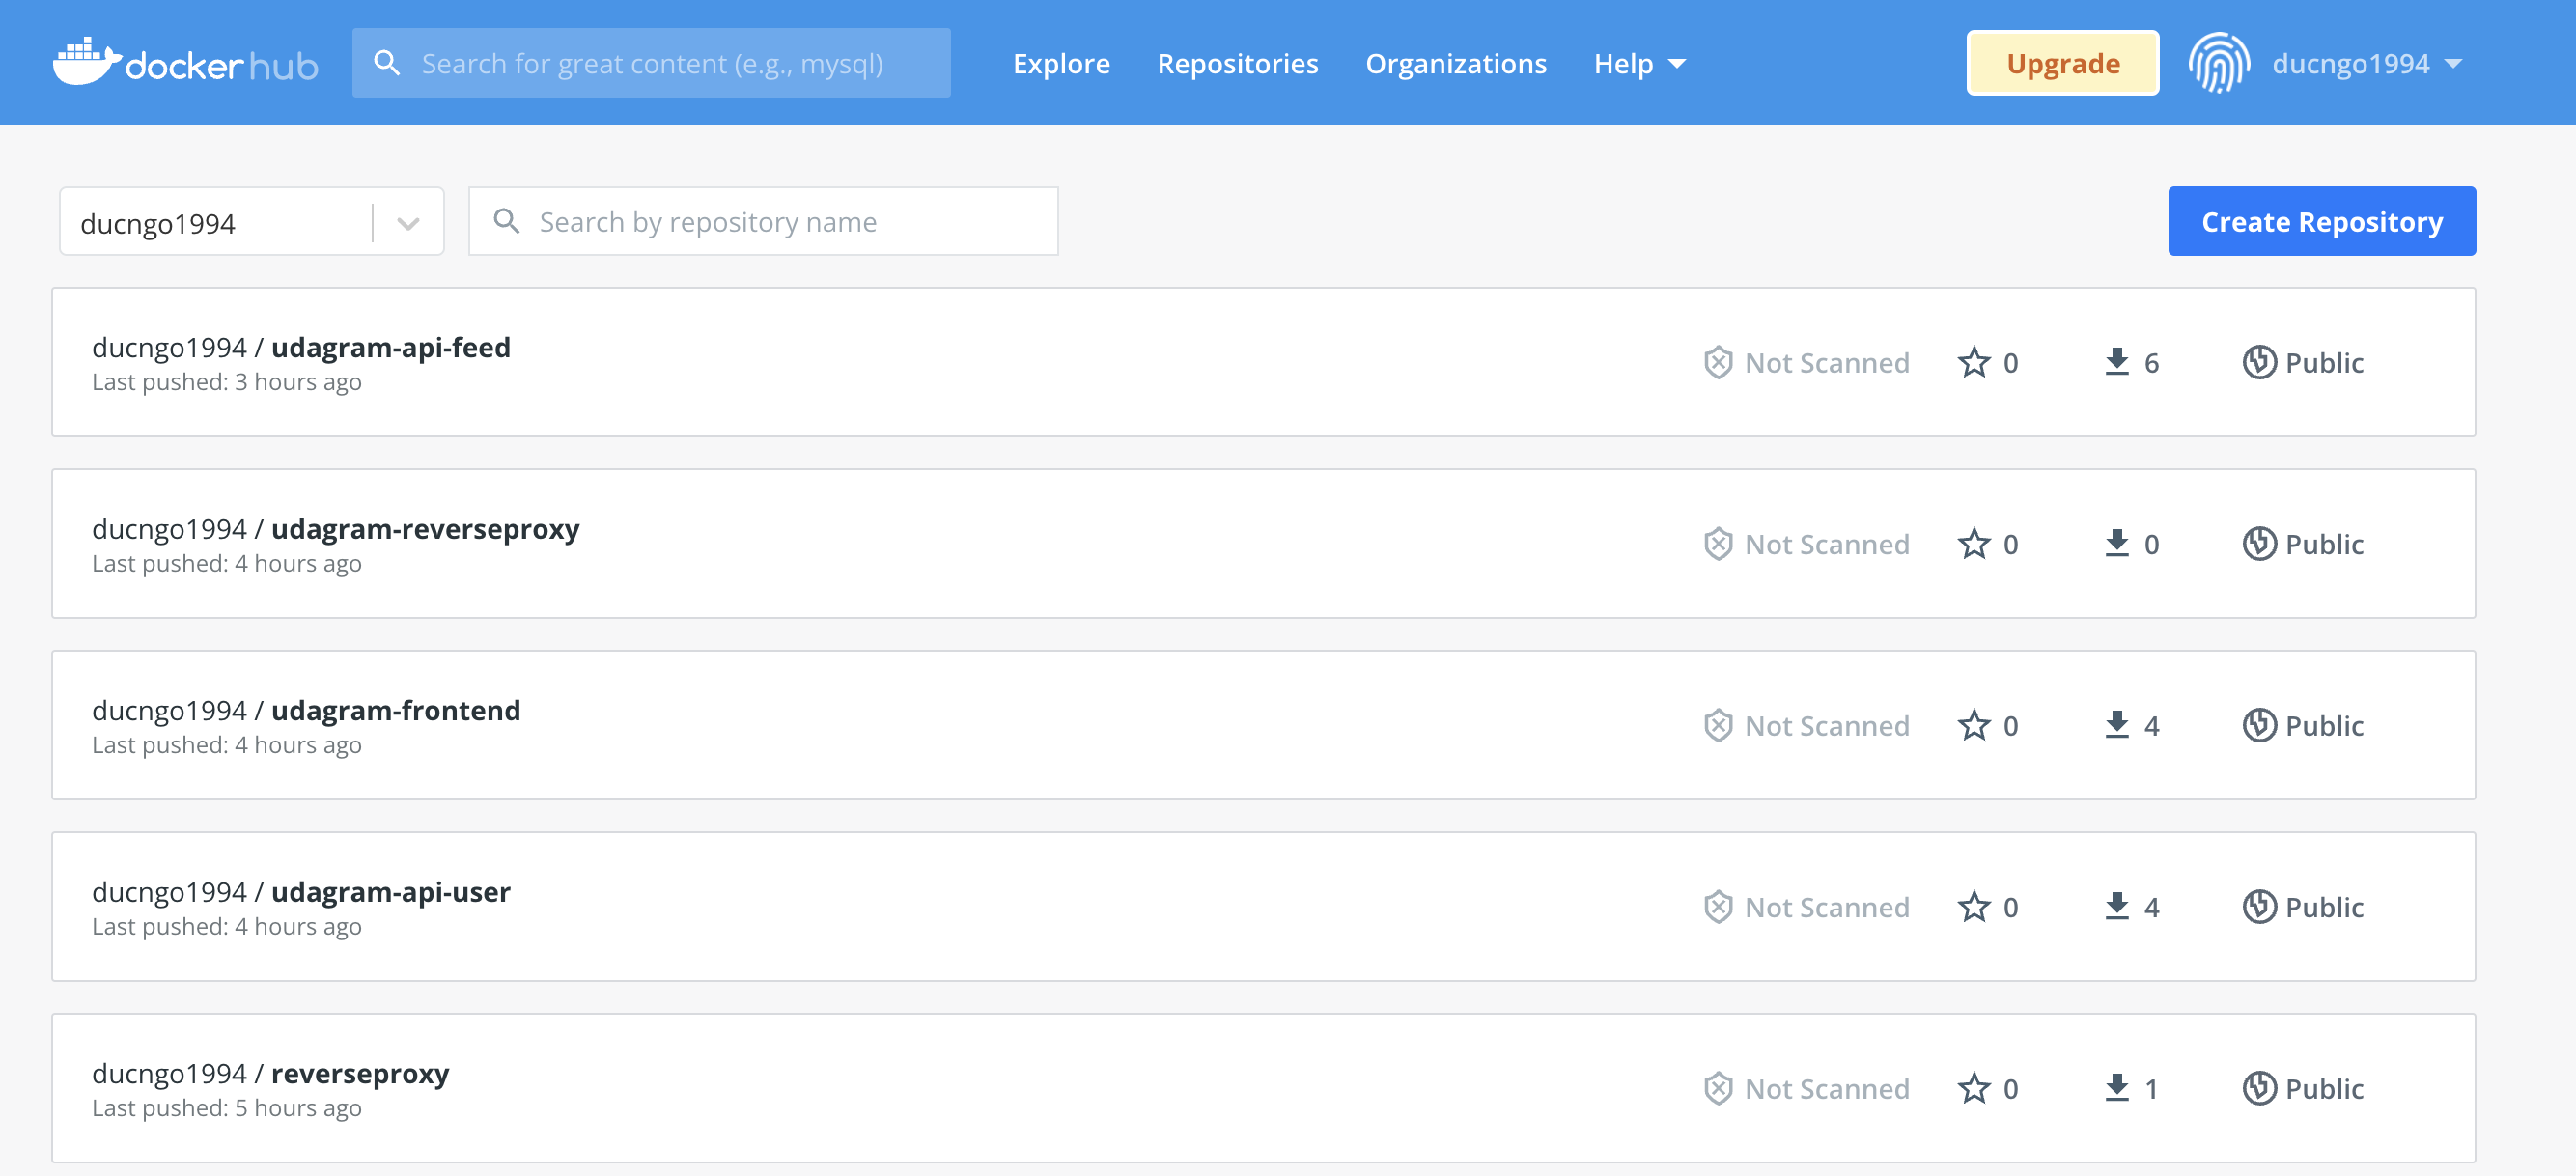 dockerhub Search for great content (e.g., mysql) Explore Repositories Organizations Help Upgrade ducngo1994
ducngo1994 Search by repository name Create Repository
ducngo1994 / udagram-api-feed
Last pushed: 3 hours ago
Not Scanned 0 6 Public
ducngo1994 / udagram-reverseproxy
Last pushed: 4 hours ago
Not Scanned 0 0 Public
ducngo1994 / udagram-frontend
Last pushed: 4 hours ago
Not Scanned 0 4 Public
ducngo1994 / udagram-api-user
Last pushed: 4 hours ago
Not Scanned 0 4 Public
ducngo1994 / reverseproxy
Last pushed: 5 hours ago
Not Scanned 0 1 Public